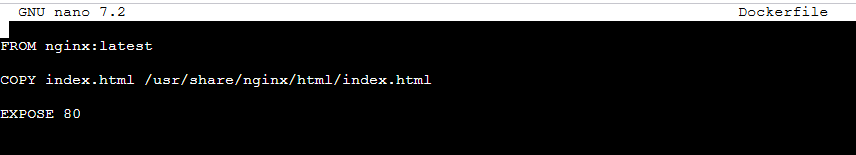 GNU nano 7.2 Dockerfile
FROM nginx:latest
COPY index.html /usr/share/nginx/html/index.html
EXPOSE 80